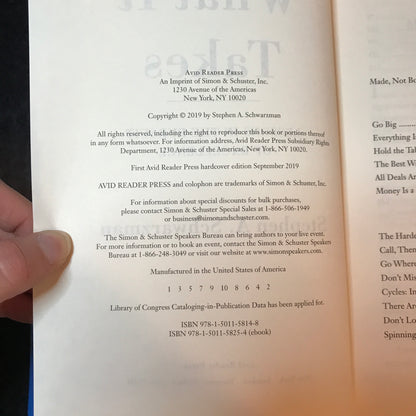 What It
Takes
AVID READER PRESS
An Imprint of Simon & Schuster, Inc.
1230 Avenue of the Americas
New York, NY 10020
Copyright © 2019 by Stephen A. Schwarzman
All rights reserved, including the right to reproduce this book or portions thereof
in any form whatsoever. For information, address Avid Reader Press Subsidiary Rights
Department, 1230 Avenue of the Americas, New York, NY 10020.
First Avid Reader Press hardcover edition September 2019
AVID READER PRESS and colophon are trademarks of Simon & Schuster, Inc.
For information about special discounts for bulk purchases,
please contact Simon & Schuster Special Sales at 1-866-506-1949
or business@simonandschuster.com.
The Simon & Schuster Speakers Bureau can bring authors to your live event.
For more information or to book an event, contact the Simon & Schuster Speakers
Bureau at 1-866-248-3049 or visit our website at www.simonspeakers.com.
Manufactured in the United States of America
1 3 5 7 9 10 8 6 4 2
Library of Congress Cataloging-in-Publication Data has been applied for.
ISBN 978-1-5011-5814-8
ISBN 978-1-5011-5825-4 (ebook)
Made, Not Bo
Go Big ......
Everything I
Hold the Tal
The Best W
All Deals Ar
Money Is a
The Harde
Call, Then
Go Where
Don't Mi
Cycles: In
There Ar
Don't Lo
Spinning